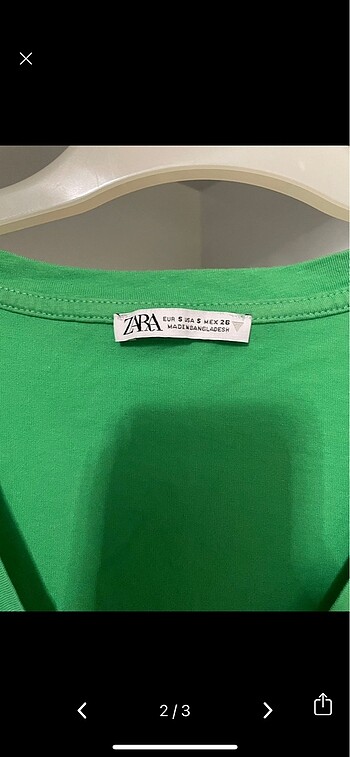 ZARA
EUR S USA S MEX 26
MADE IN BANGLADESH
2/3